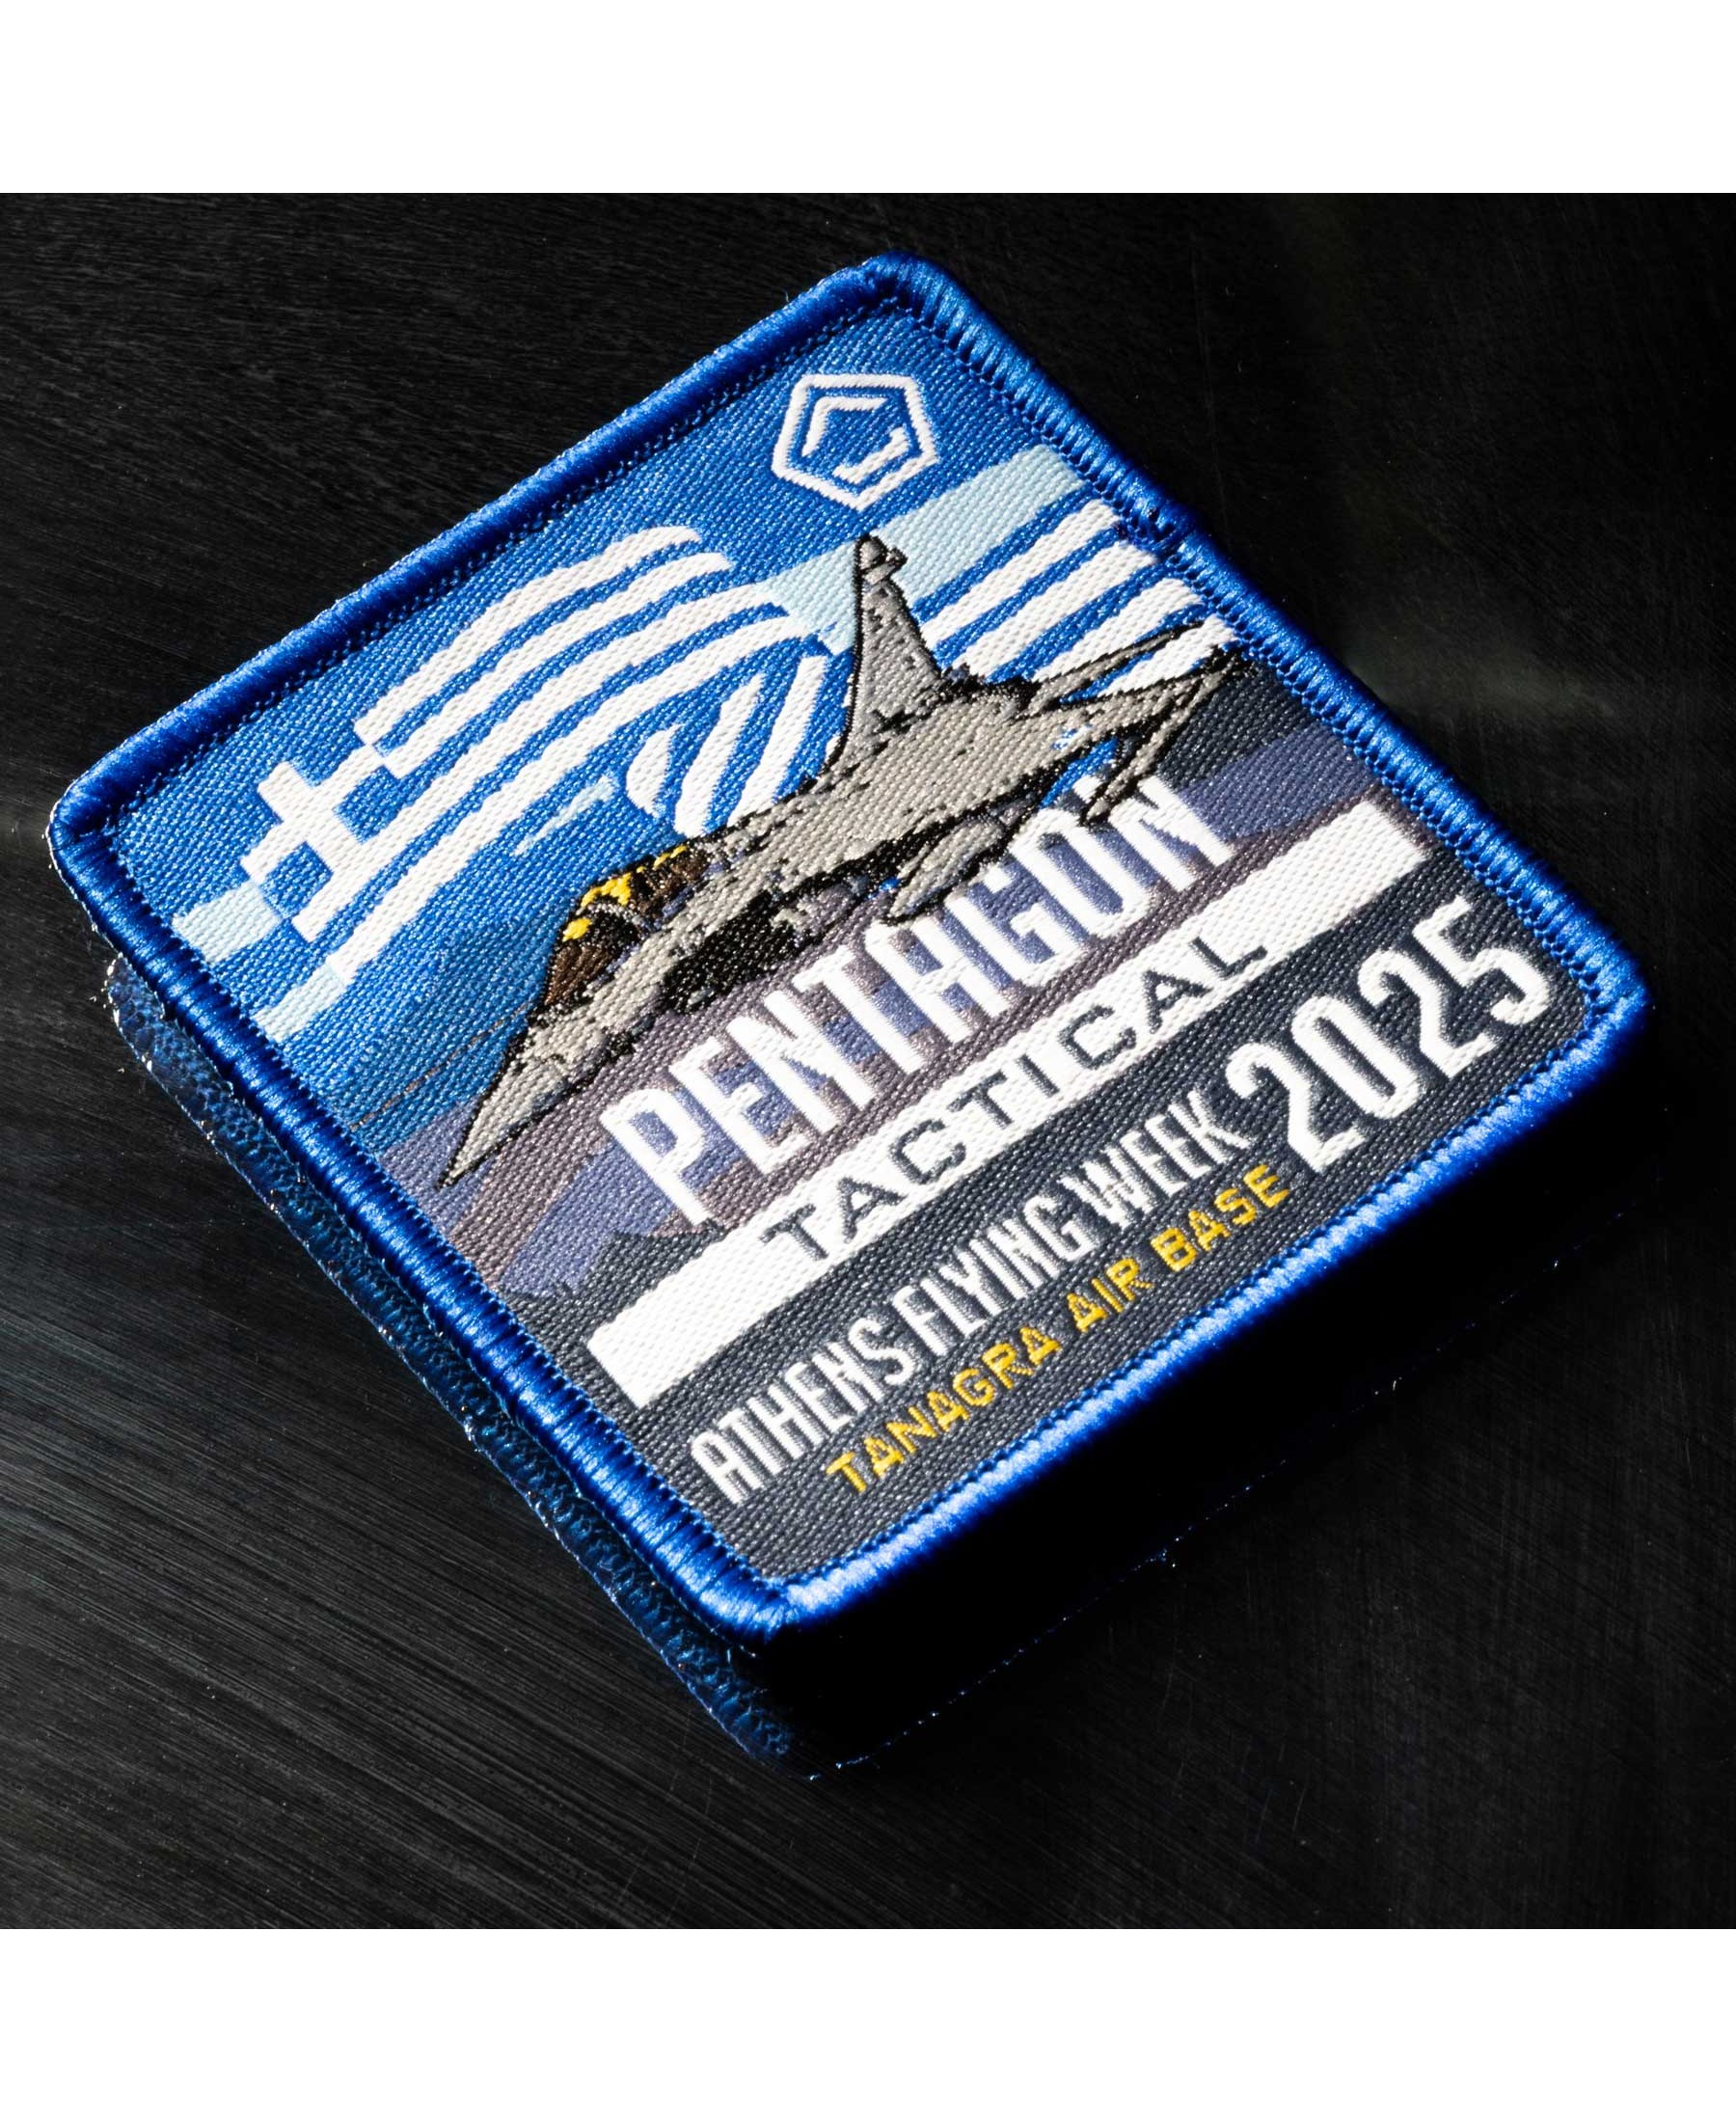 PENTAGON
TACTICAL
ATHENS FLYING WEEK 2025
TANAGRA AIR BASE